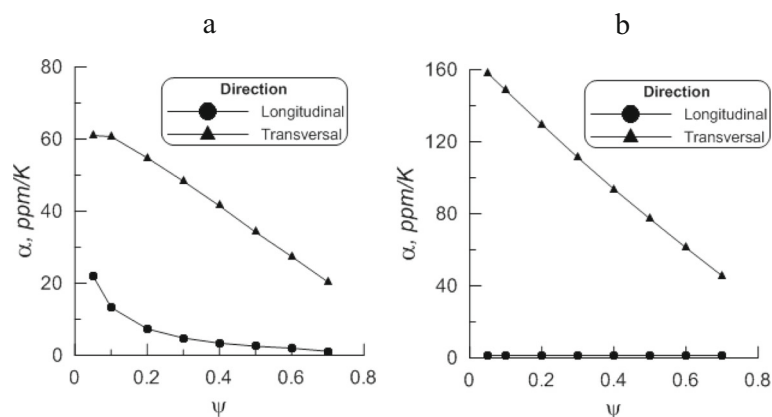 a
80
60
40
20
0
α, ppm/K
Direction
Longitudinal
Transversal
0
0.2
0.4
0.6
0.8
ψ
b
160
120
80
40
0
α, ppm/K
Direction
Longitudinal
Transversal
0
0.2
0.4
0.6
0.8
ψ